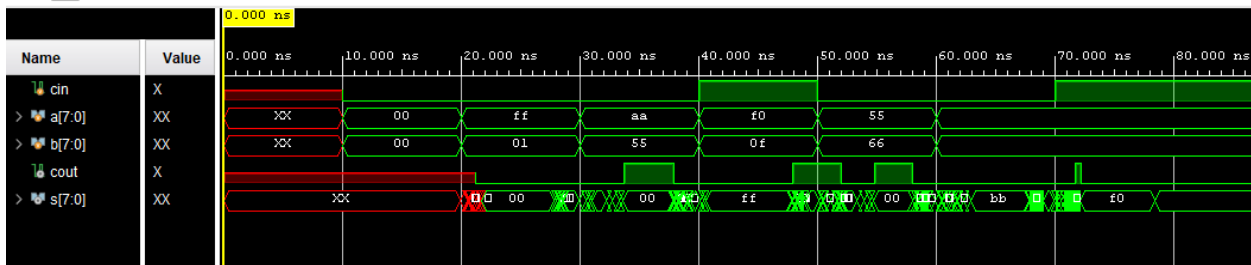 0.000 ns
Name Value 0.000 ns 10.000 ns 20.000 ns 30.000 ns 40.000 ns 50.000 ns 60.000 ns 70.000 ns 80.000 ns
cin X
a[7:0] XX XX 00 ff aa f0 55
b[7:0] XX XX 00 01 55 0f 66
cout X
s[7:0] XX XX 00 00 ff 00 bb f0